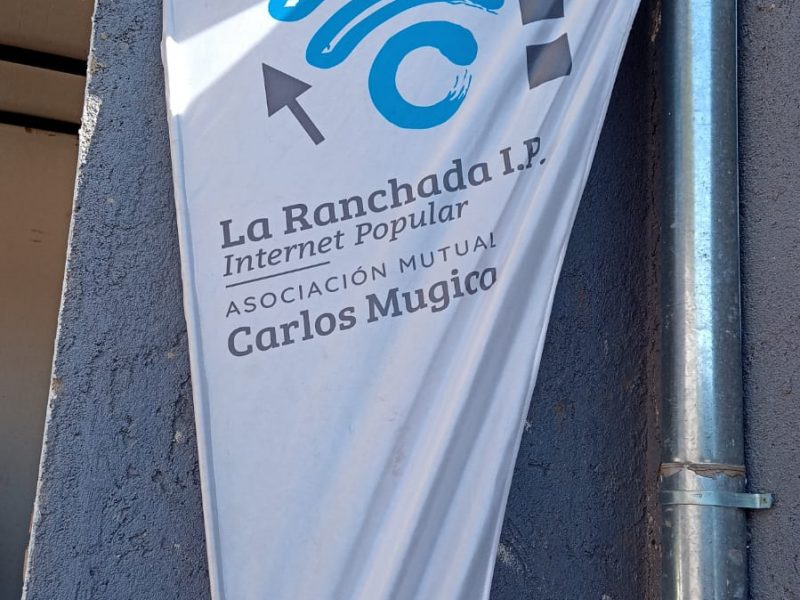 La Ranchada I.P.
Internet Popular
ASOCIACIÓN MUTUAL
Carlos Mugica